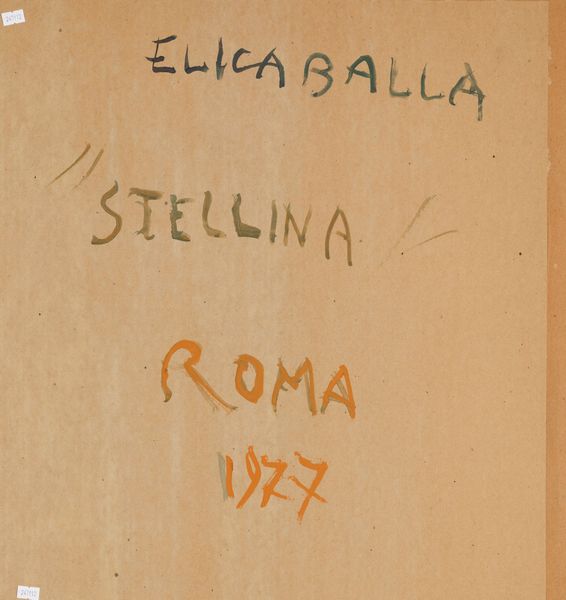 ELICA BALLA
"STELLINA"
ROMA
1977